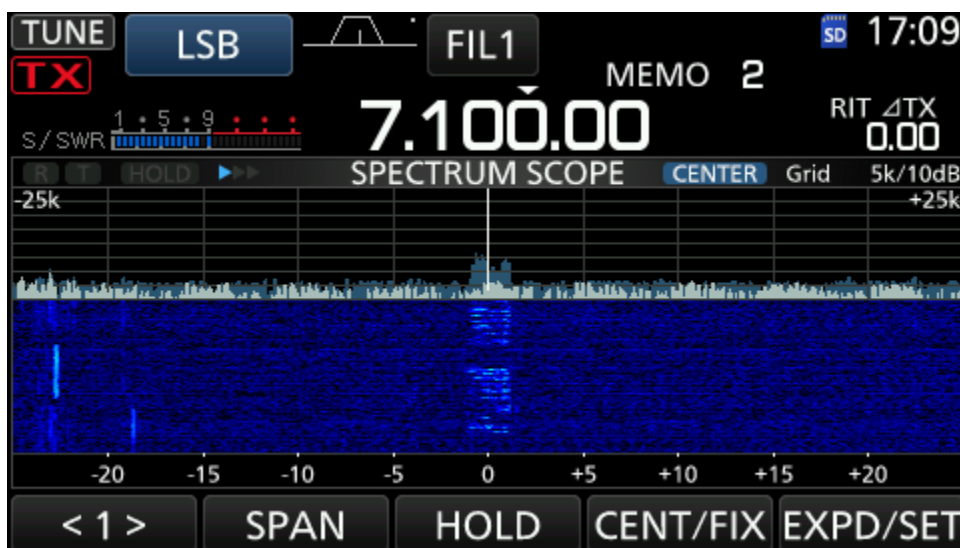 TUNE LSB FIL1 SD 17:09
TX MEMO 2
7.100.00 RIT ⊿TX
S/SWR 1 • 5 • 9 0.00
R T HOLD SPECTRUM SCOPE CENTER Grid 5k/10dB
-25k +25k
-20 -15 -10 -5 0 +5 +10 +15 +20
< 1 > SPAN HOLD CENT/FIX EXPD/SET